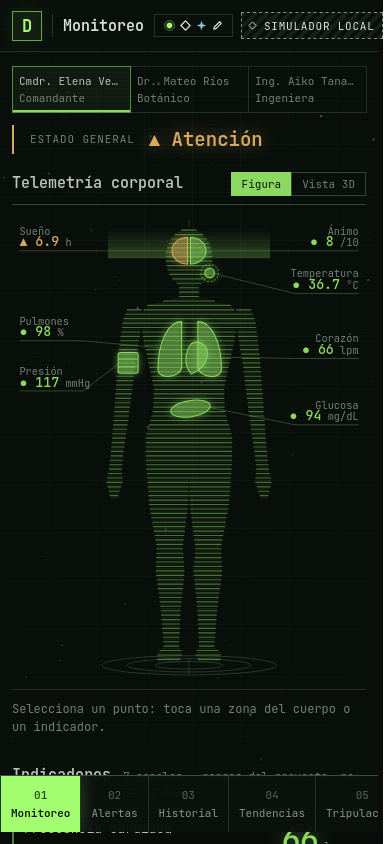 D Monitoreo SIMULADOR LOCAL
Cmdr. Elena Ve… Dr. Mateo Ríos Ing. Aiko Tana…
Comandante Botánico Ingeniera
ESTADO GENERAL ▲ Atención
Telemetría corporal Figura Vista 3D
Sueño
▲ 6.9 h
Ánimo
● 8 /10
Temperatura
● 36.7 °C
Pulmones
● 98 %
Corazón
● 66 lpm
Presión
● 117 mmHg
Glucosa
● 94 mg/dL
Selecciona un punto: toca una zona del cuerpo o
un indicador.
Indicadores
01 02 03 04 05
Monitoreo Alertas Historial Tendencias Tripulac
66